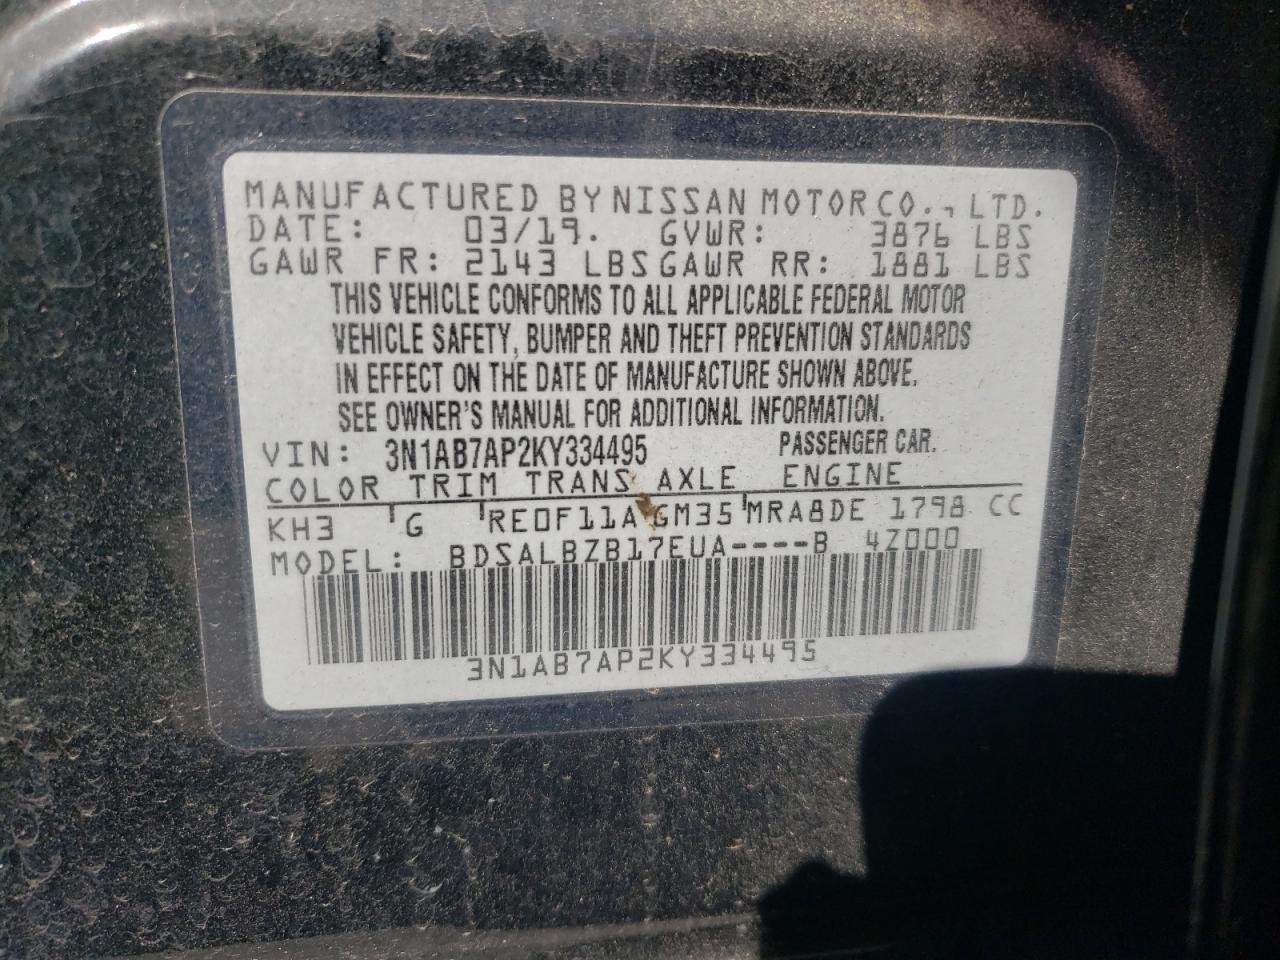 MANUFACTURED BY NISSAN MOTOR CO., LTD.
DATE: 03/19. GVWR: 3876 LBS
GAWR FR: 2143 LBS GAWR RR: 1881 LBS
THIS VEHICLE CONFORMS TO ALL APPLICABLE FEDERAL MOTOR
VEHICLE SAFETY, BUMPER AND THEFT PREVENTION STANDARDS
IN EFFECT ON THE DATE OF MANUFACTURE SHOWN ABOVE.
SEE OWNER'S MANUAL FOR ADDITIONAL INFORMATION.
VIN: 3N1AB7AP2KY334495 PASSENGER CAR.
COLOR TRIM TRANS AXLE ENGINE
KH3 G RE0F11A GM35 MRA8DE 1798 CC
MODEL: BDSALBZB17EUA----B 4Z000
3N1AB7AP2KY334495